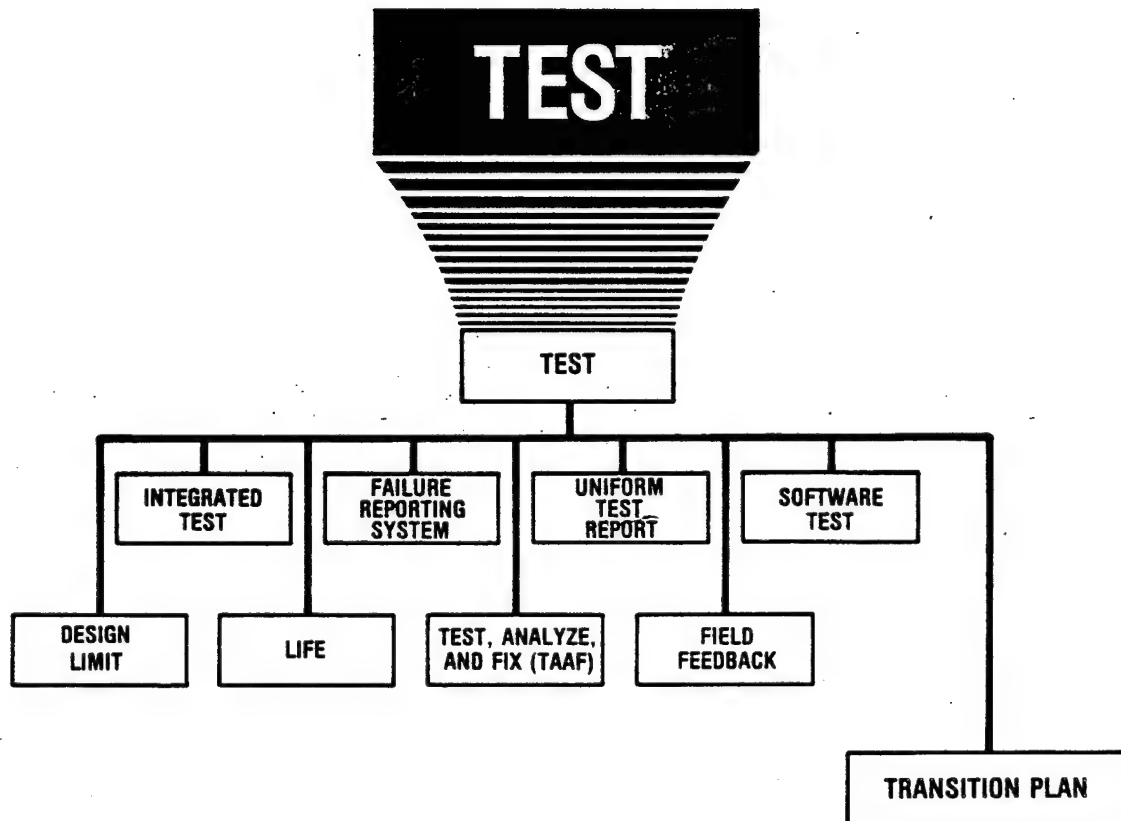 TEST
TEST
INTEGRATED
TEST
FAILURE
REPORTING
SYSTEM
UNIFORM
TEST
REPORT
SOFTWARE
TEST
DESIGN
LIMIT
LIFE
TEST, ANALYZE,
AND FIX (TAAF)
FIELD
FEEDBACK
TRANSITION PLAN